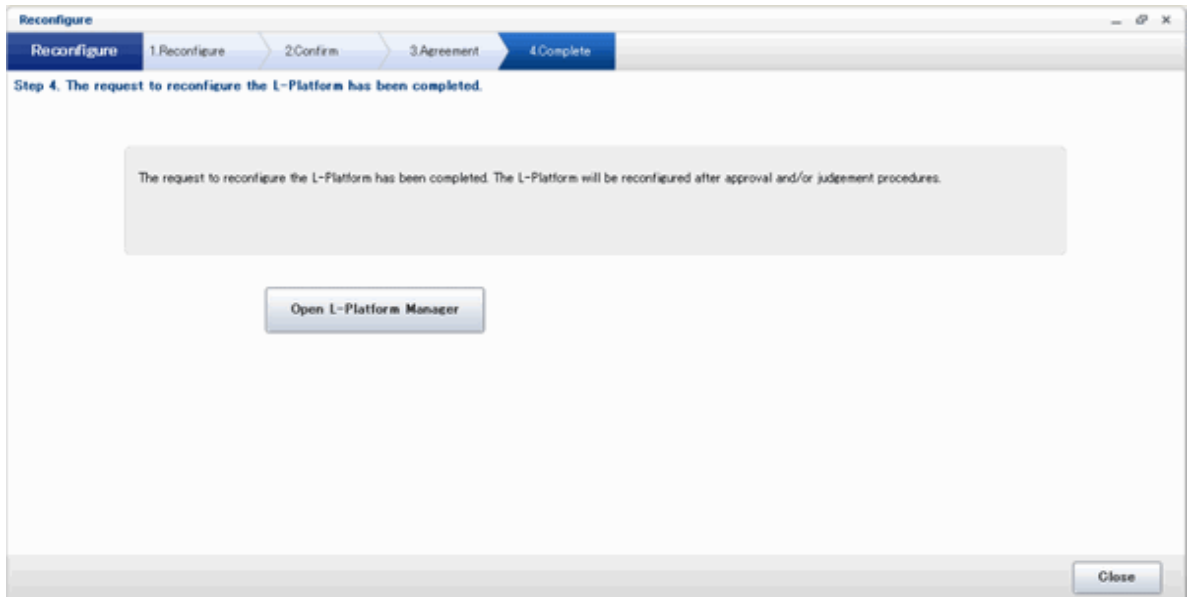 Reconfigure
Reconfigure 1.Reconfigure 2.Confirm 3.Agreement 4.Complete
Step 4. The request to reconfigure the L-Platform has been completed.
The request to reconfigure the L-Platform has been completed. The L-Platform will be reconfigured after approval and/or judgement procedures.
Open L-Platform Manager
Close